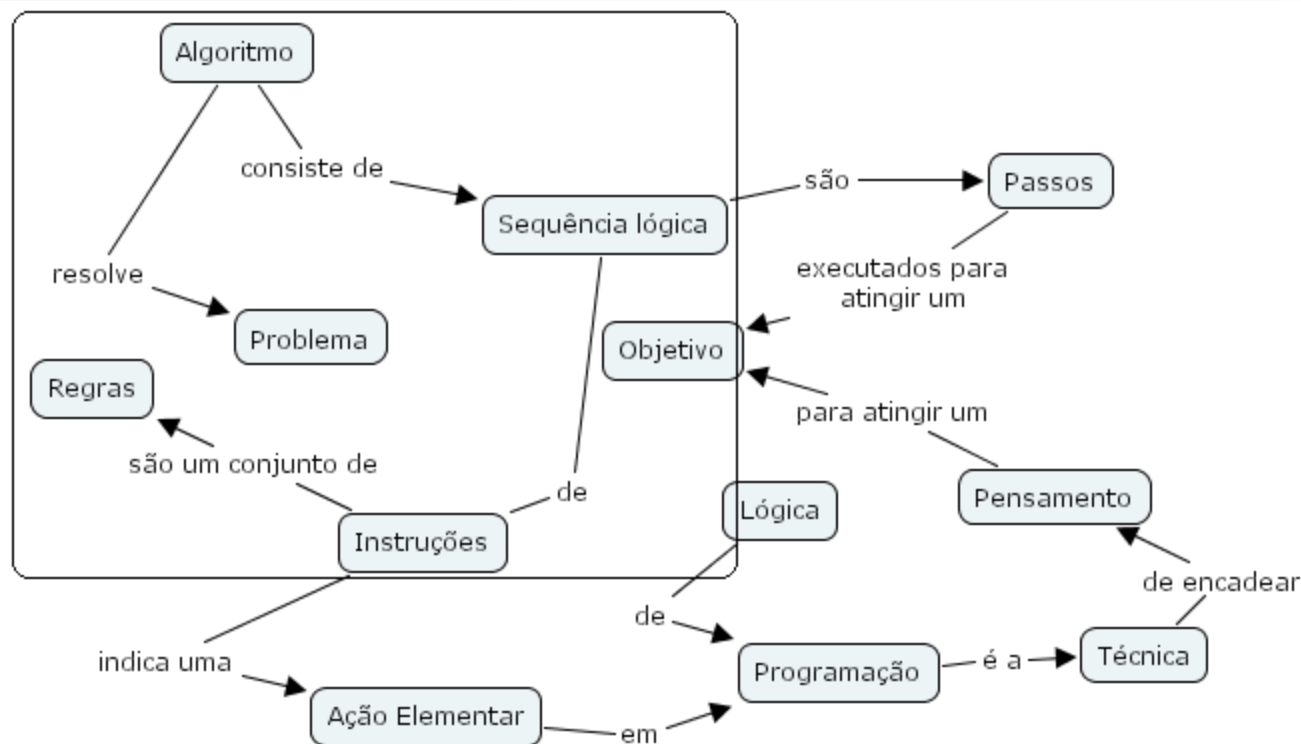 Algoritmo
consiste de
são
Passos
Sequência lógica
resolve
executados para
atingir um
Problema
Objetivo
Regras
para atingir um
são um conjunto de
de
Pensamento
Lógica
Instruções
de encadear
de
indica uma
Programação
é a
Técnica
Ação Elementar
em